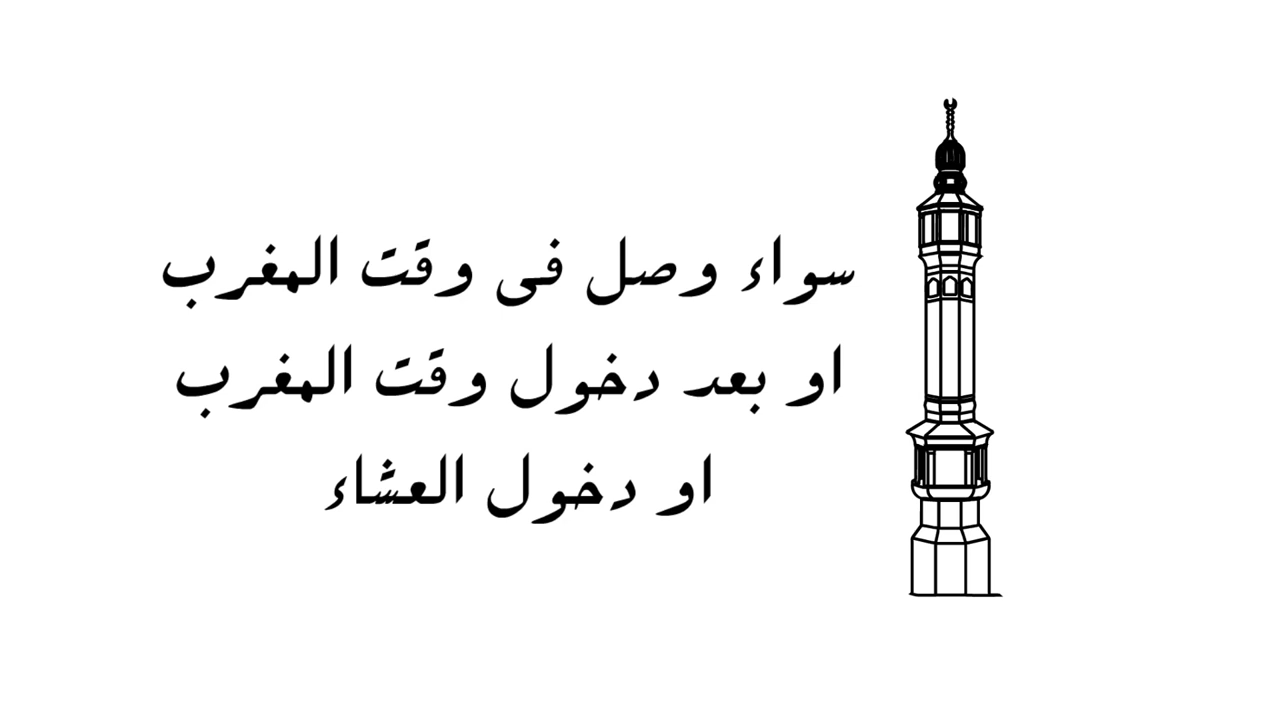 سواء وصل فى وقت المغرب
او بعد دخول وقت المغرب
او دخول العشاء